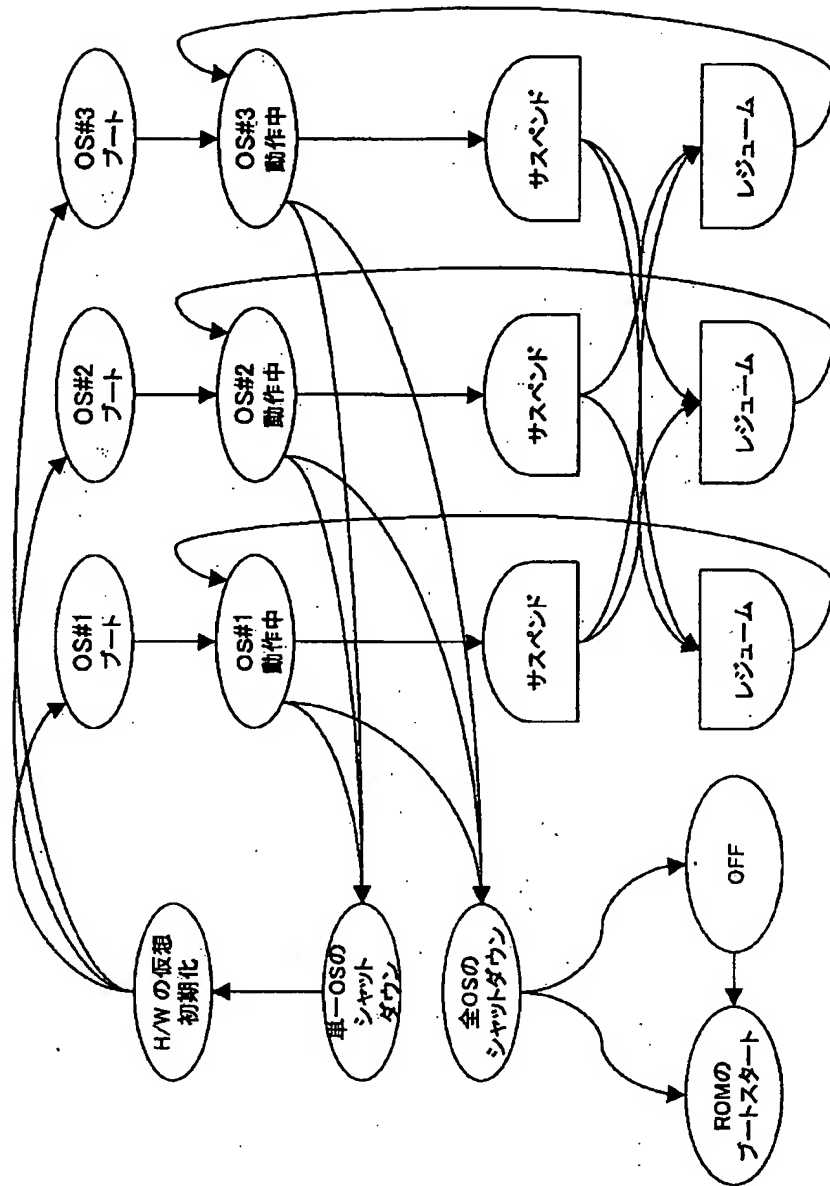 OS#1
ブート
OS#2
ブート
OS#3
ブート
H/Wの仮想
初期化
OS#1
動作中
OS#2
動作中
OS#3
動作中
単一OSの
シャット
ダウン
全OSの
シャットダウン
サスペンド
サスペンド
サスペンド
ROMの
ブートスタート
OFF
レジューム
レジューム
レジューム